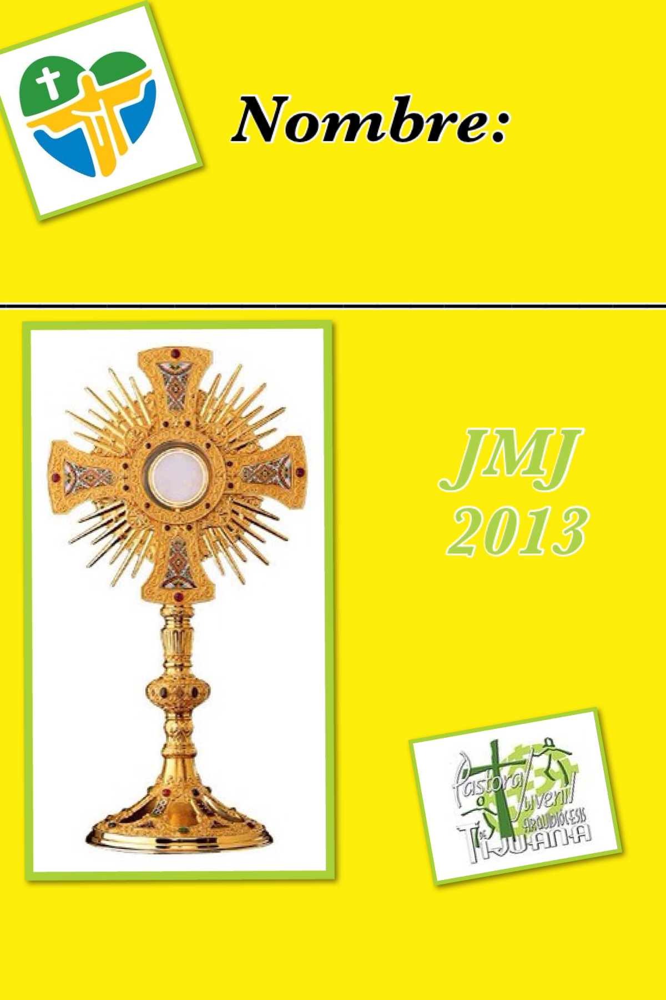 Nombre:
JMJ
2013
Pastoral
Juvenil
ARQUIDIÓCESIS
DE
TIJUANA